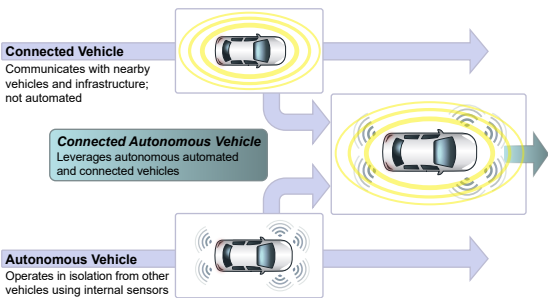 Connected Vehicle
Communicates with nearby
vehicles and infrastructure;
not automated
Connected Autonomous Vehicle
Leverages autonomous automated
and connected vehicles
Autonomous Vehicle
Operates in isolation from other
vehicles using internal sensors